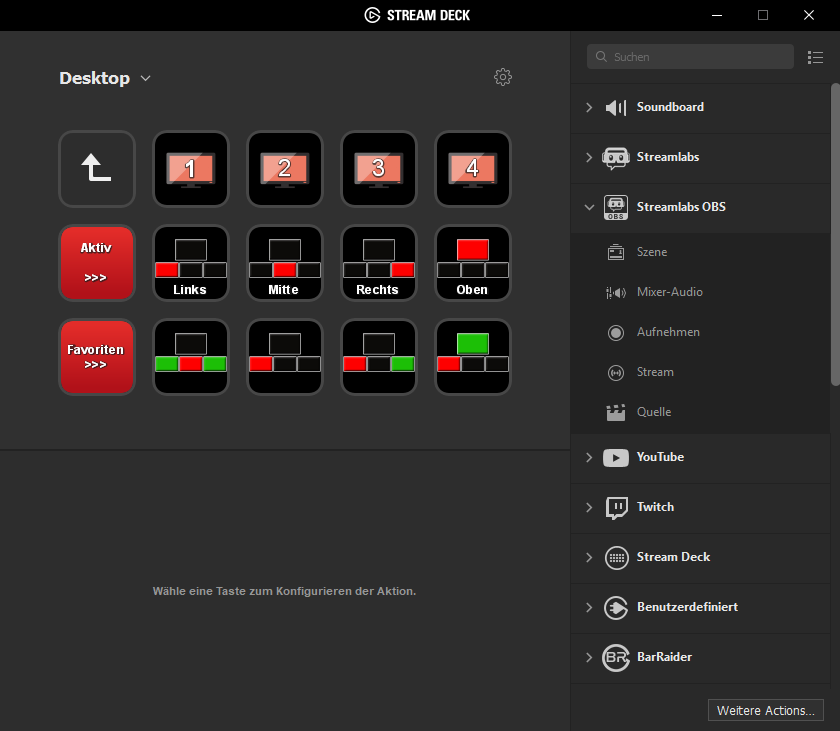 STREAM DECK
Desktop
1
2
3
4
Aktiv
>>>
Links
Mitte
Rechts
Oben
Favoriten
>>>
Wähle eine Taste zum Konfigurieren der Aktion.
Suchen
Soundboard
Streamlabs
OBS
Streamlabs OBS
Szene
Mixer-Audio
Aufnehmen
Stream
Quelle
YouTube
Twitch
Stream Deck
Benutzerdefiniert
BR
BarRaider
Weitere Actions...